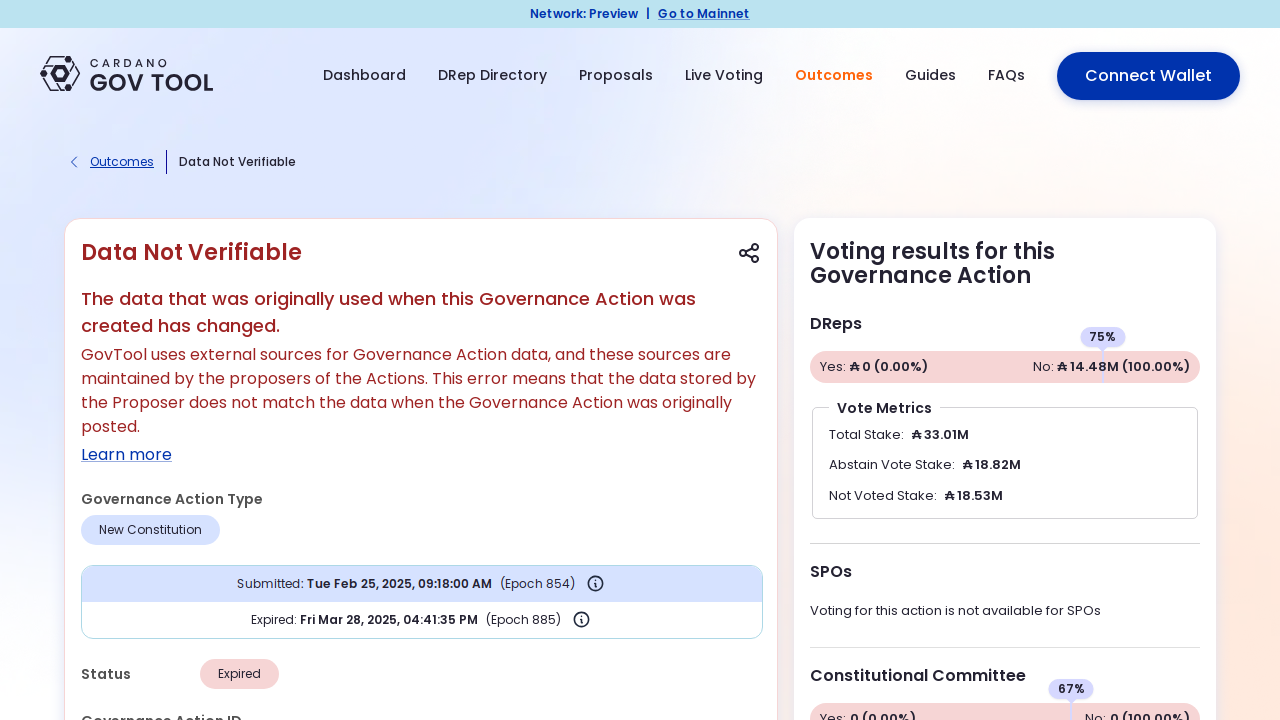 Network: Preview | Go to Mainnet
CARDANO
GOV TOOL
Dashboard
DRep Directory
Proposals
Live Voting
Outcomes
Guides
FAQs
Connect Wallet
Outcomes
Data Not Verifiable
Data Not Verifiable
The data that was originally used when this Governance Action was
created has changed.
GovTool uses external sources for Governance Action data, and these sources are
maintained by the proposers of the Actions. This error means that the data stored by
the Proposer does not match the data when the Governance Action was originally
posted.
Learn more
Governance Action Type
New Constitution
Submitted: Tue Feb 25, 2025, 09:18:00 AM (Epoch 854)
Expired: Fri Mar 28, 2025, 04:41:35 PM (Epoch 885)
Status
Expired
Governance Action ID
Voting results for this
Governance Action
DReps
75%
Yes: ₳ 0 (0.00%)
No: ₳ 14.48M (100.00%)
Vote Metrics
Total Stake: ₳ 33.01M
Abstain Vote Stake: ₳ 18.82M
Not Voted Stake: ₳ 18.53M
SPOs
Voting for this action is not available for SPOs
Constitutional Committee
67%
Yes: 0 (0.00%)
No: 0 (100.00%)